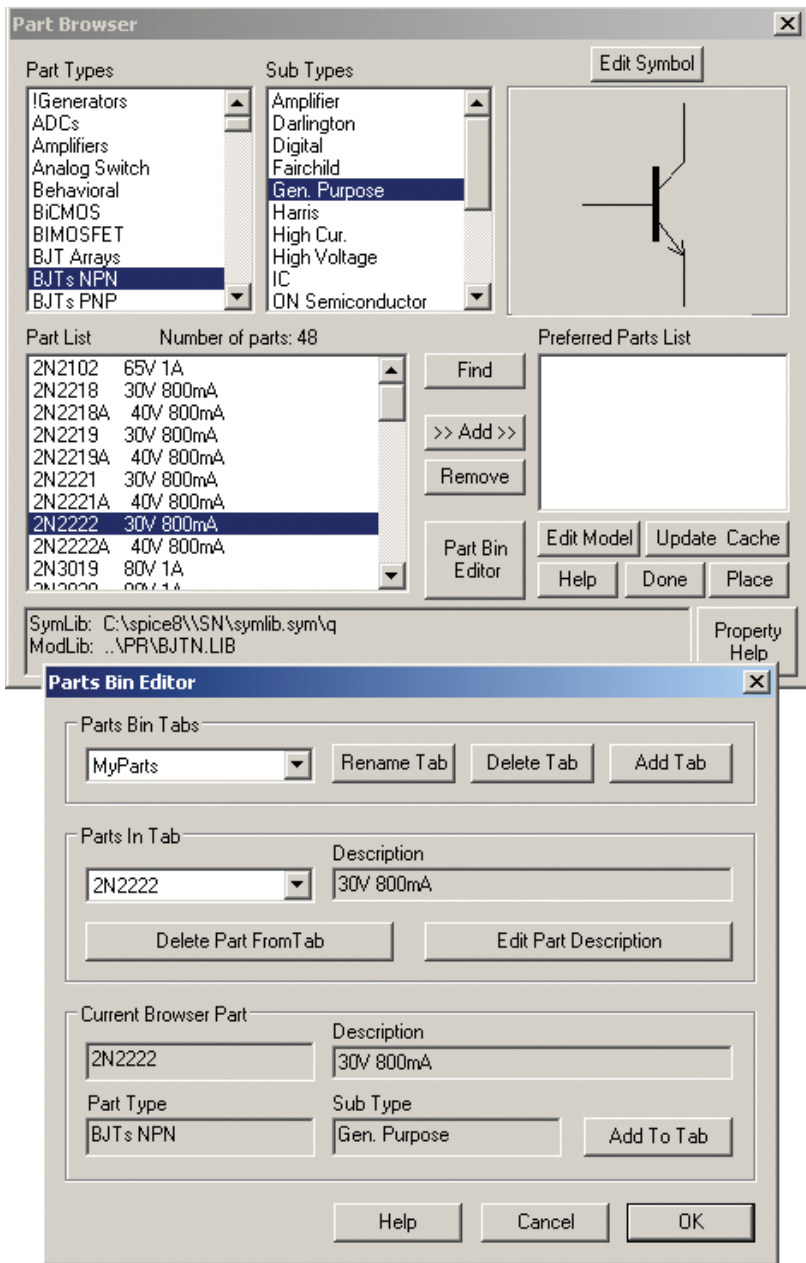 Part Browser
Part Types
Sub Types
Edit Symbol
!Generators
ADCs
Amplifiers
Analog Switch
Behavioral
BiCMOS
BIMOSFET
BJT Arrays
BJTs NPN
BJTs PNP
Amplifier
Darlington
Digital
Fairchild
Gen. Purpose
Harris
High Cur.
High Voltage
IC
ON Semiconductor
Part List
Number of parts: 48
Preferred Parts List
2N2102 65V 1A
2N2218 30V 800mA
2N2218A 40V 800mA
2N2219 30V 800mA
2N2219A 40V 800mA
2N2221 30V 800mA
2N2221A 40V 800mA
2N2222 30V 800mA
2N2222A 40V 800mA
2N3019 80V 1A
Find
>> Add >>
Remove
Part Bin
Editor
Edit Model
Update Cache
Help
Done
Place
SymLib: C:\spice8\\SN\symlib.sym\q
ModLib: ..\PR\BJTN.LIB
Property
Help
Parts Bin Editor
Parts Bin Tabs
MyParts
Rename Tab
Delete Tab
Add Tab
Parts In Tab
Description
2N2222
30V 800mA
Delete Part FromTab
Edit Part Description
Current Browser Part
Description
2N2222
30V 800mA
Part Type
Sub Type
BJTs NPN
Gen. Purpose
Add To Tab
Help
Cancel
OK